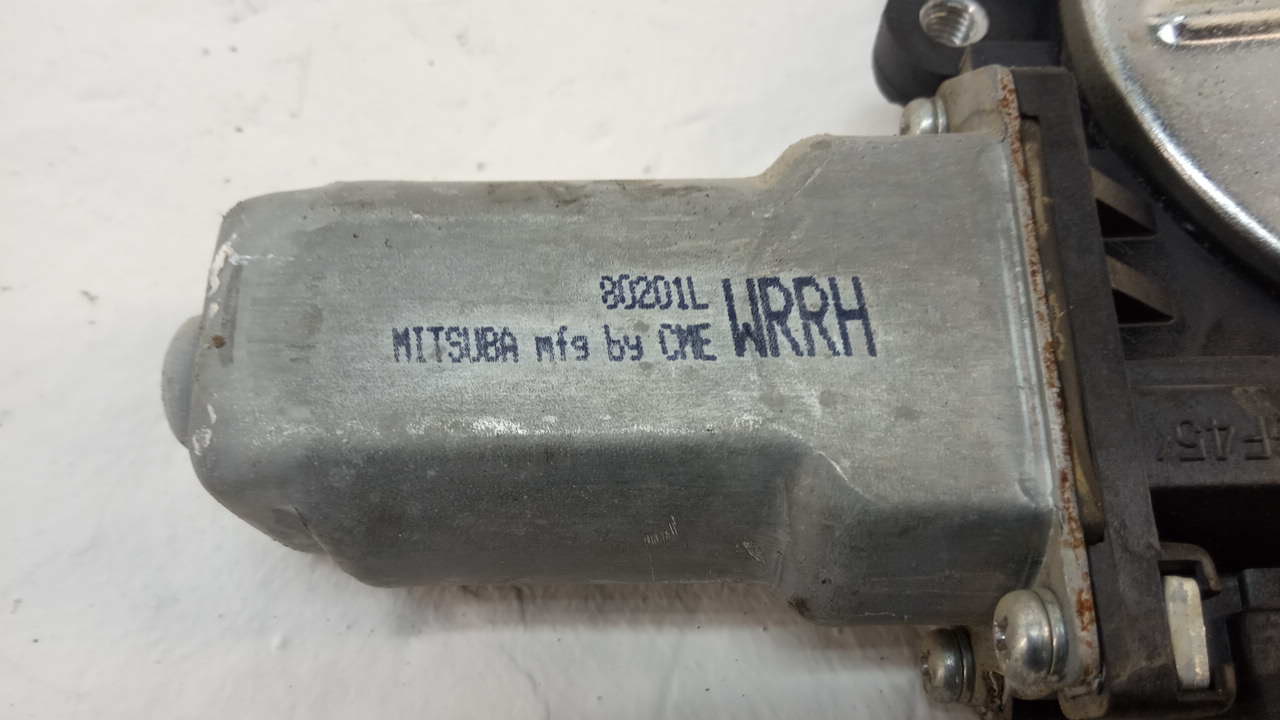 80201L
MITSUBA mfg by CME WRRH